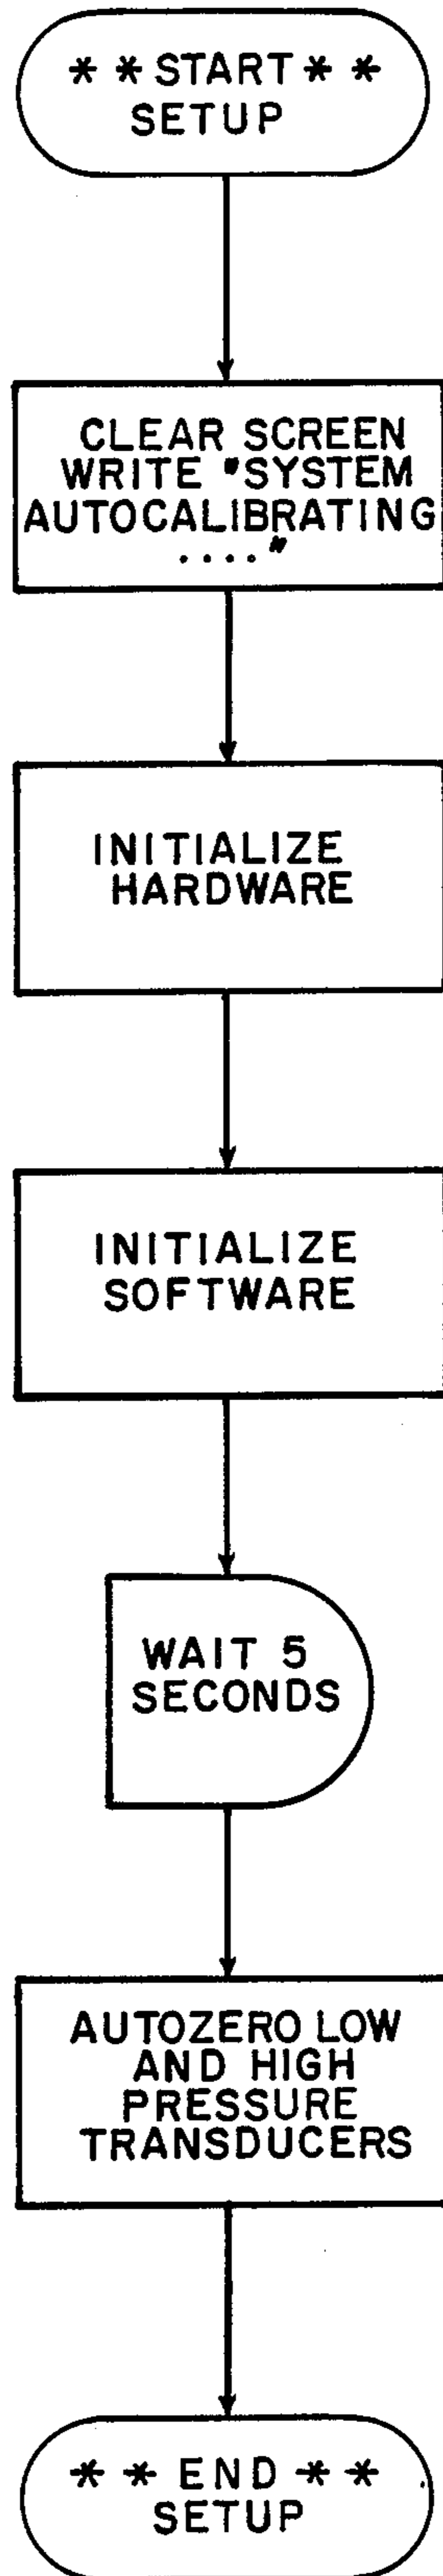 * * START * *
SETUP
CLEAR SCREEN
WRITE "SYSTEM
AUTOCALIBRATING
...."
INITIALIZE
HARDWARE
INITIALIZE
SOFTWARE
WAIT 5
SECONDS
AUTOZERO LOW
AND HIGH
PRESSURE
TRANSDUCERS
* * END * *
SETUP